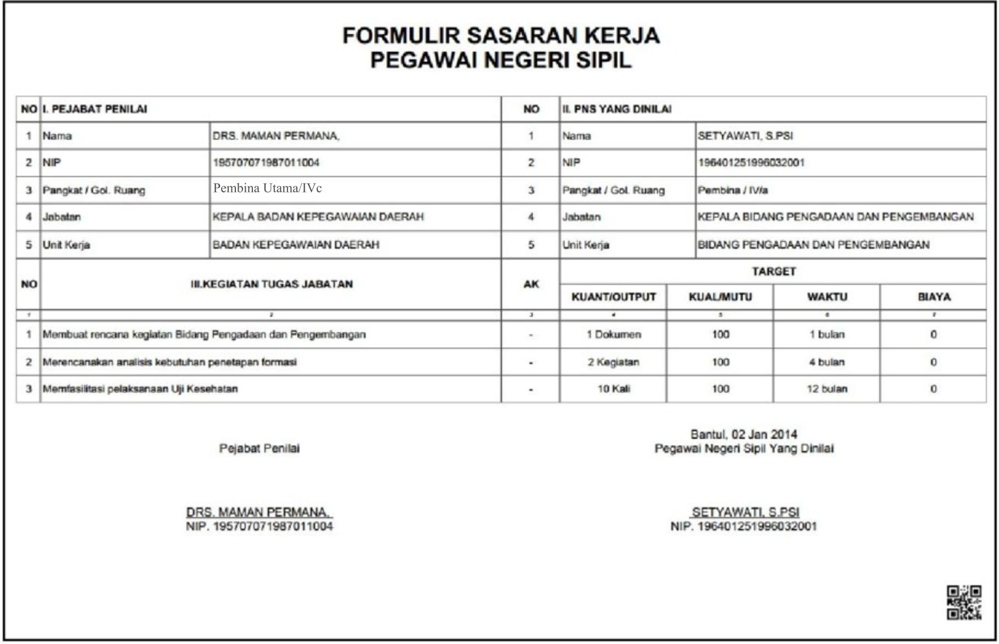 FORMULIR SASARAN KERJA
PEGAWAI NEGERI SIPIL
NO I. PEJABAT PENILAI NO II. PNS YANG DINILAI
1 Nama DRS. MAMAN PERMANA, 1 Nama SETYAWATI, S.PSI
2 NIP 195707071987011004 2 NIP 196401251996032001
3 Pangkat / Gol. Ruang Pembina Utama/IVc 3 Pangkat / Gol. Ruang Pembina / IV/a
4 Jabatan KEPALA BADAN KEPEGAWAIAN DAERAH 4 Jabatan KEPALA BIDANG PENGADAAN DAN PENGEMBANGAN
5 Unit Kerja BADAN KEPEGAWAIAN DAERAH 5 Unit Kerja BIDANG PENGADAAN DAN PENGEMBANGAN
NO III.KEGIATAN TUGAS JABATAN AK TARGET
KUANT/OUTPUT KUAL/MUTU WAKTU BIAYA
1 2 3 4 5 6 7
1 Membuat rencana kegiatan Bidang Pengadaan dan Pengembangan - 1 Dokumen 100 1 bulan 0
2 Merencanakan analisis kebutuhan penetapan formasi - 2 Kegiatan 100 4 bulan 0
3 Memfasilitasi pelaksanaan Uji Kesehatan - 10 Kali 100 12 bulan 0
Bantul, 02 Jan 2014
Pejabat Penilai Pegawai Negeri Sipil Yang Dinilai
DRS. MAMAN PERMANA, SETYAWATI, S.PSI
NIP. 195707071987011004 NIP. 196401251996032001